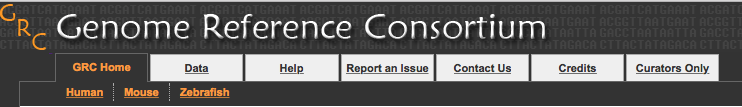 GRC Genome Reference Consortium
GRC Home Data Help Report an Issue Contact Us Credits Curators Only
Human Mouse Zebrafish